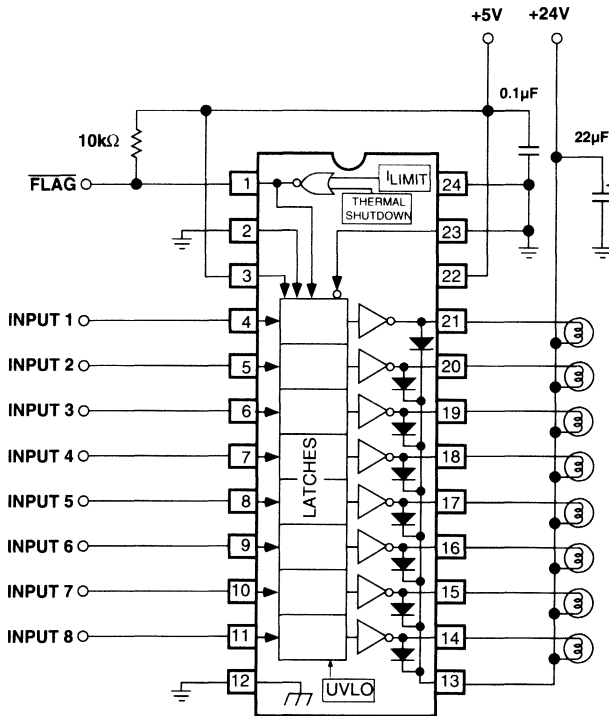 +5V +24V
0.1µF
10kΩ 22µF
FLAG 1 ILIMIT 24
THERMAL
SHUTDOWN
2 23
3 22
INPUT 1 4 21
INPUT 2 5 20
INPUT 3 6 19
INPUT 4 7 18
LATCHES
INPUT 5 8 17
INPUT 6 9 16
INPUT 7 10 15
INPUT 8 11 14
12 UVLO 13
+